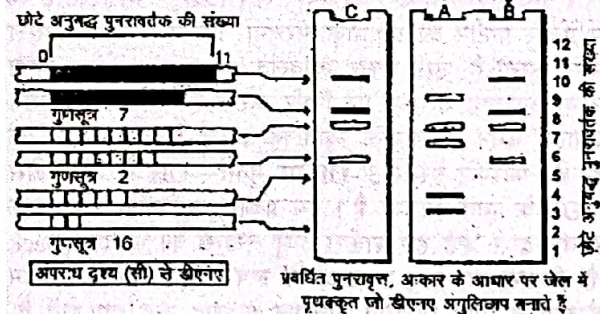 छोटे अनुबद्ध पुनरावर्तक की संख्या
0 11
गुणसूत्र 7
गुणसूत्र 2
गुणसूत्र 16
अपराध दृश्य (सी) से डीएनए
C A B
12
11
10
9
8
7
6
5
4
3
2
1
छोटे अनुबद्ध पुनरावर्तक की संख्या
प्रवर्धित पुनरावृत्त, आकार के आधार पर जेल में
पृथक्कृत जो डीएनए अंगुलिछाप बनाते हैं